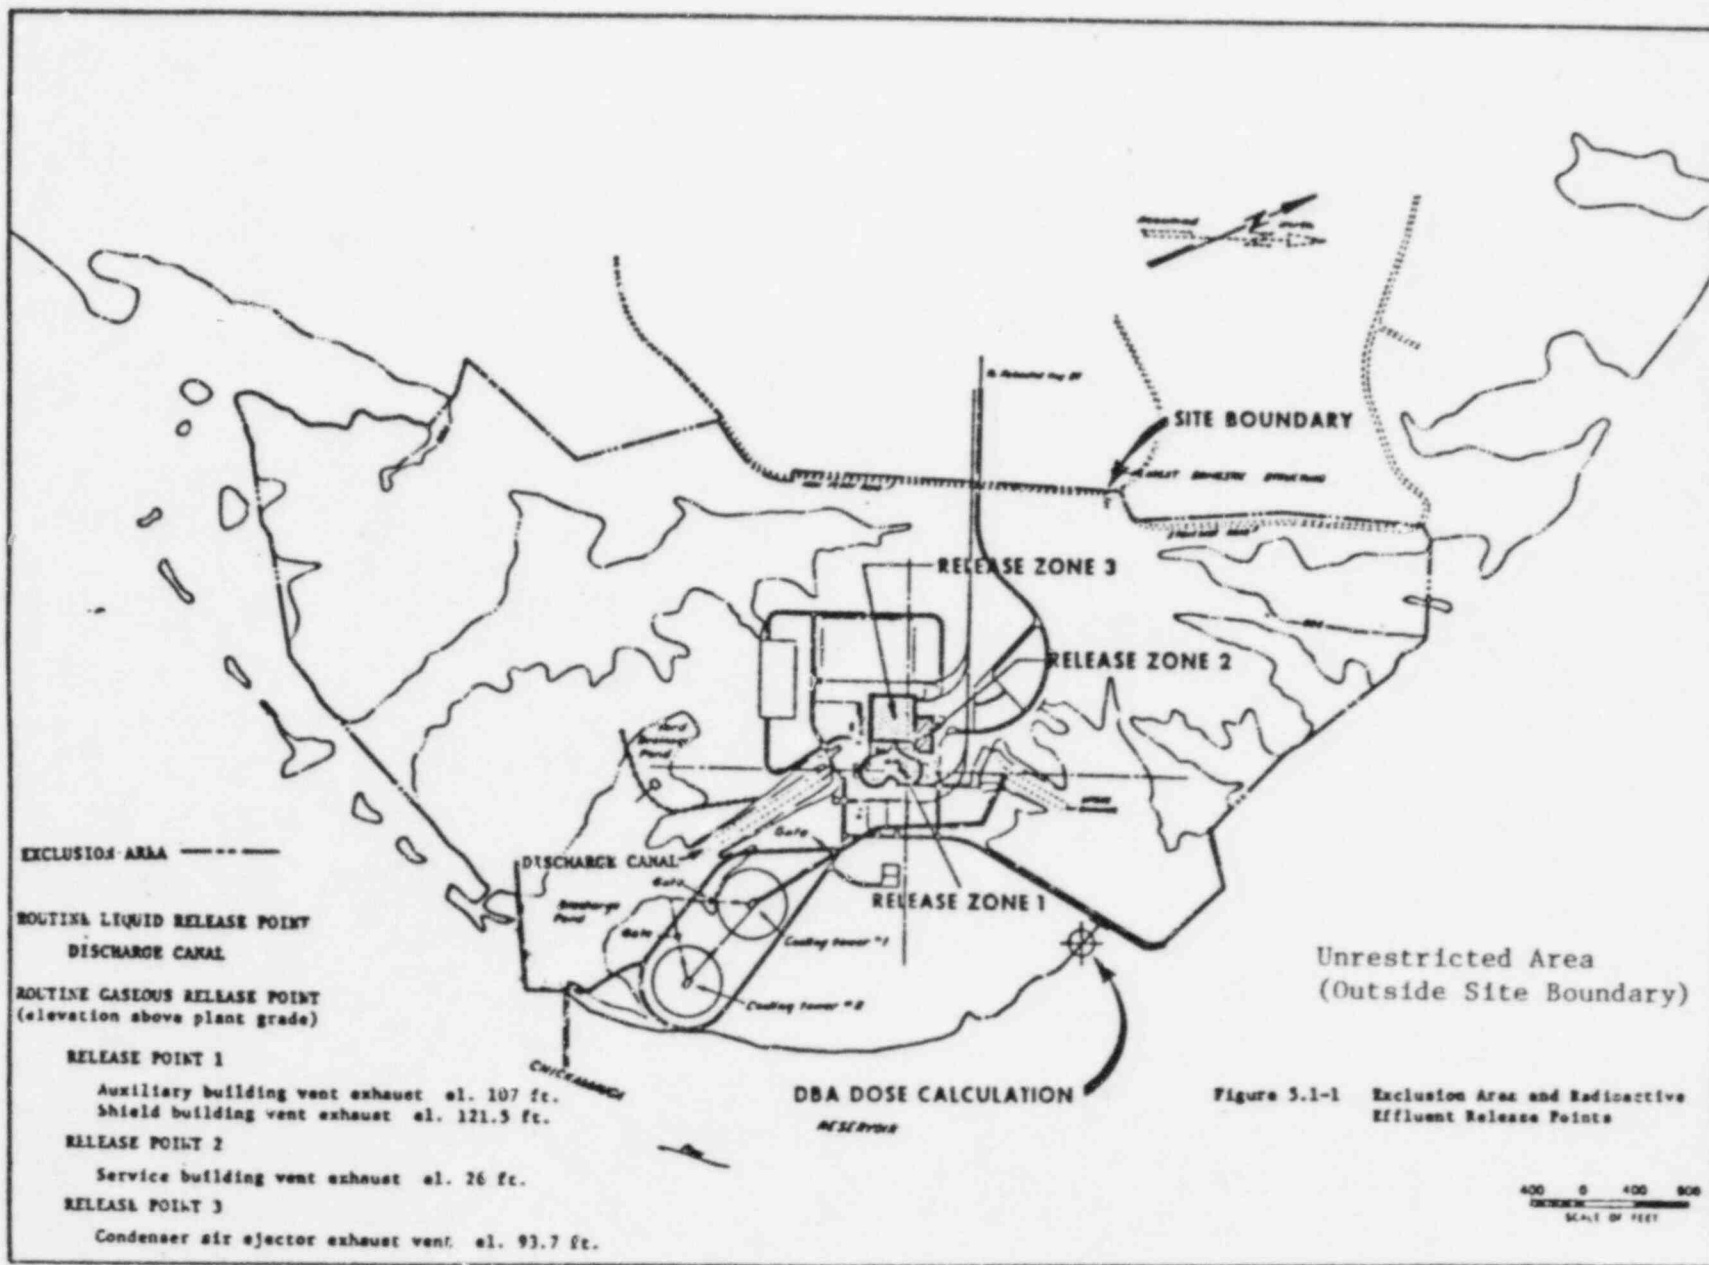 SITE BOUNDARY
RELEASE ZONE 3
RELEASE ZONE 2
Pond
Gate
DISCHARGE CANAL
Gate
RELEASE ZONE 1
Pond
Gate
Cooling tower #1
Cooling tower #2
EXCLUSION AREA
ROUTINE LIQUID RELEASE POINT
DISCHARGE CANAL
ROUTINE GASEOUS RELEASE POINT
(elevation above plant grade)
RELEASE POINT 1
Auxiliary building vent exhaust el. 107 ft.
Shield building vent exhaust el. 121.5 ft.
RELEASE POINT 2
Service building vent exhaust el. 26 ft.
RELEASE POINT 3
Condenser air ejector exhaust vent. el. 93.7 ft.
CHICKAMAUGA
DBA DOSE CALCULATION
RESERVOIR
Unrestricted Area
(Outside Site Boundary)
Figure 5.1-1 Exclusion Area and Radioactive
Effluent Release Points
400 0 400 800
SCALE OF FEET